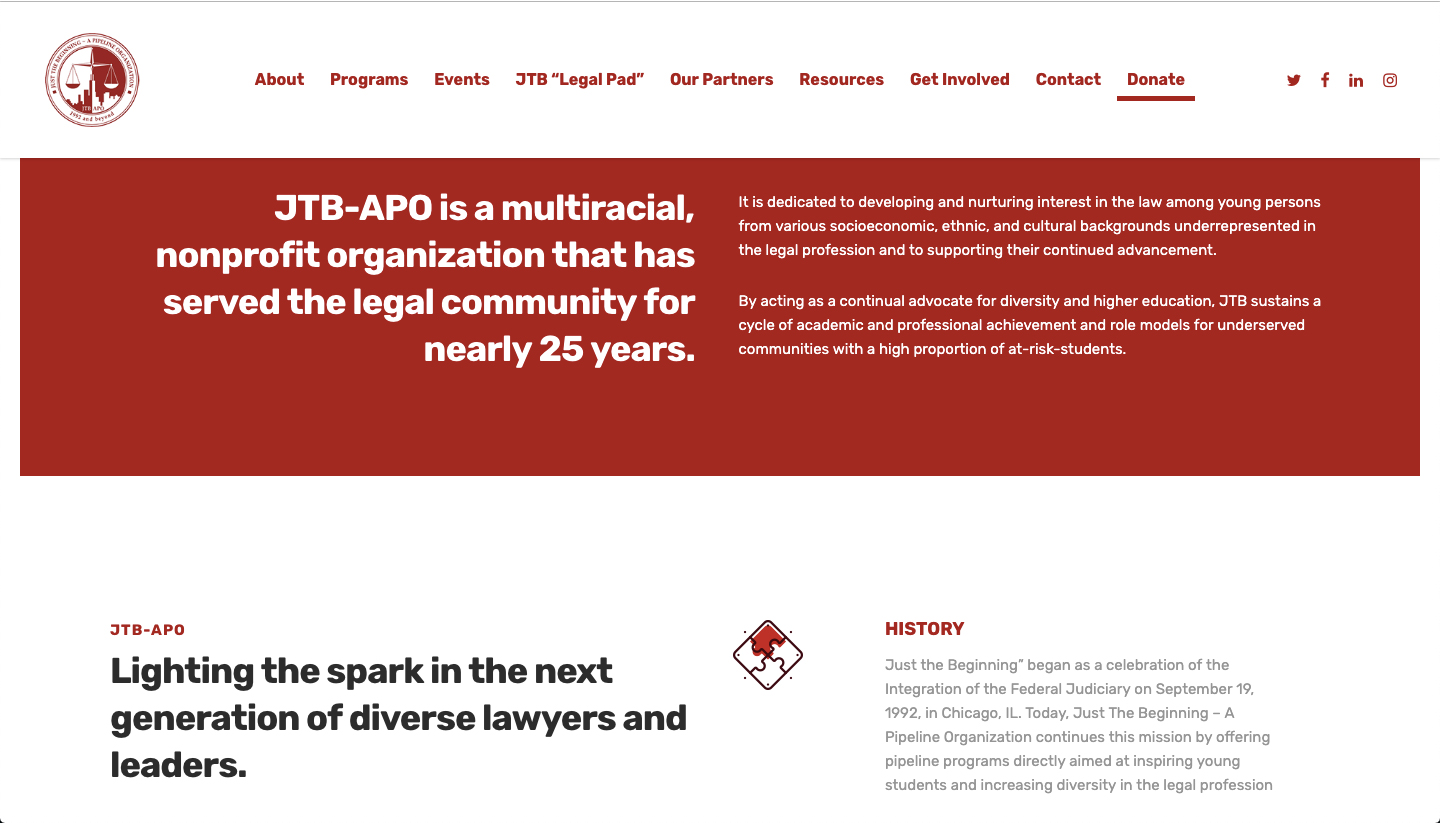 JUST THE BEGINNING – A PIPELINE ORGANIZATION
JTB APO
1992 and beyond
About Programs Events JTB “Legal Pad” Our Partners Resources Get Involved Contact Donate
JTB-APO is a multiracial,
nonprofit organization that has
served the legal community for
nearly 25 years.
It is dedicated to developing and nurturing interest in the law among young persons
from various socioeconomic, ethnic, and cultural backgrounds underrepresented in
the legal profession and to supporting their continued advancement.
By acting as a continual advocate for diversity and higher education, JTB sustains a
cycle of academic and professional achievement and role models for underserved
communities with a high proportion of at-risk-students.
JTB-APO
Lighting the spark in the next
generation of diverse lawyers and
leaders.
HISTORY
Just the Beginning” began as a celebration of the
Integration of the Federal Judiciary on September 19,
1992, in Chicago, IL. Today, Just The Beginning – A
Pipeline Organization continues this mission by offering
pipeline programs directly aimed at inspiring young
students and increasing diversity in the legal profession